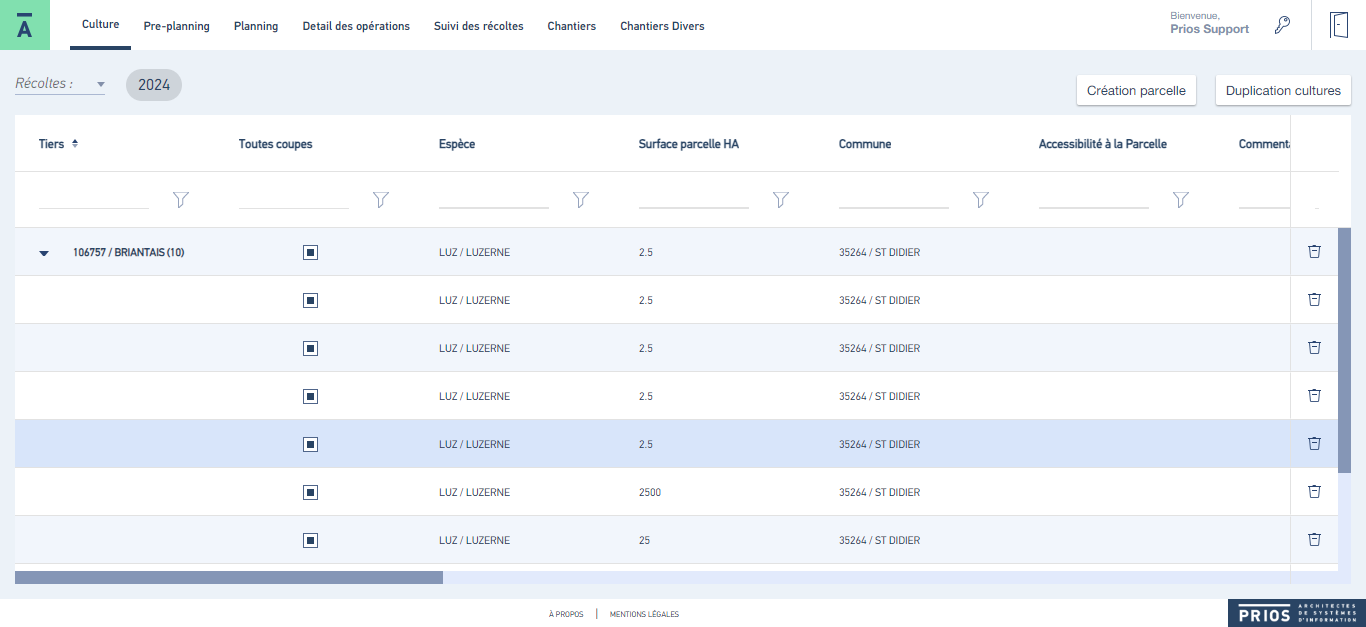 Ā Culture Pre-planning Planning Detail des opérations Suivi des récoltes Chantiers Chantiers Divers Bienvenue,
Prios Support
Récoltes : 2024 Création parcelle Duplication cultures
Tiers Toutes coupes Espèce Surface parcelle HA Commune Accessibilité à la Parcelle Commenta
106757 / BRIANTAIS (10) LUZ / LUZERNE 2.5 35264 / ST DIDIER
LUZ / LUZERNE 2.5 35264 / ST DIDIER
LUZ / LUZERNE 2.5 35264 / ST DIDIER
LUZ / LUZERNE 2.5 35264 / ST DIDIER
LUZ / LUZERNE 2.5 35264 / ST DIDIER
LUZ / LUZERNE 2500 35264 / ST DIDIER
LUZ / LUZERNE 25 35264 / ST DIDIER
À PROPOS | MENTIONS LÉGALES
PRIOS ARCHITECTES
DE SYSTÈMES
D'INFORMATION